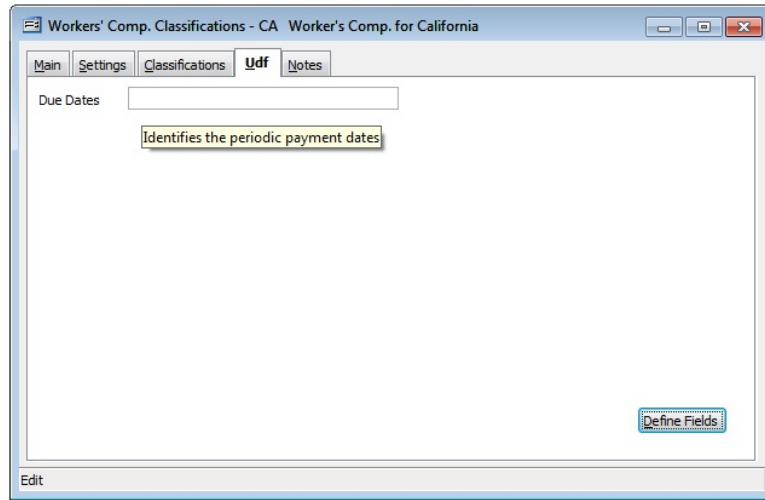 Workers' Comp. Classifications - CA Worker's Comp. for California
Main Settings Classifications Udf Notes
Due Dates
Identifies the periodic payment dates
Define Fields
Edit